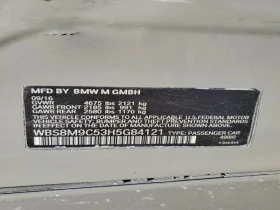 MFD BY: BMW M GMBH
09/16
GVWR 4675 lbs 2121 kg
GAWR FRONT 2185 lbs 991 kg
GAWR REAR 2580 lbs 1170 kg
THIS VEHICLE CONFORMS TO ALL APPLICABLE U.S. FEDERAL MOTOR
VEHICLE SAFETY, BUMPER, AND THEFT PREVENTION STANDARDS IN
EFFECT ON THE DATE OF MANUFACTURE SHOWN ABOVE.
WBS8M9C53H5G84121 TYPE: PASSENGER CAR